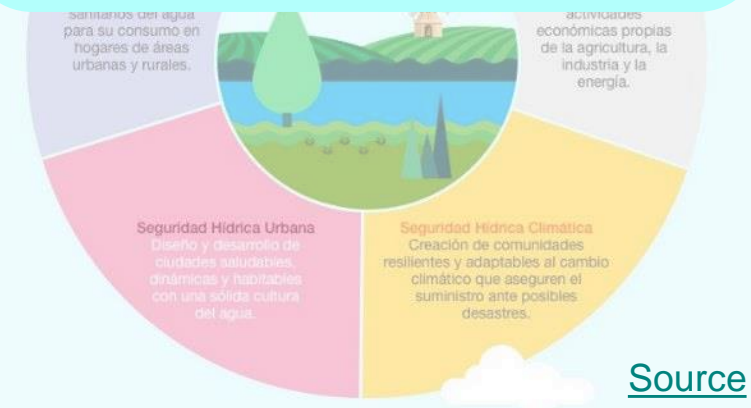 sanitarios del agua
para su consumo en
hogares de áreas
urbanas y rurales.
actividades
económicas propias
de la agricultura, la
industria y la
energía.
Seguridad Hídrica Urbana
Diseño y desarrollo de
ciudades saludables,
dinámicas y habitables
con una sólida cultura
del agua.
Seguridad Hídrica Climática
Creación de comunidades
resilientes y adaptables al cambio
climático que aseguren el
suministro ante posibles
desastres.
Source